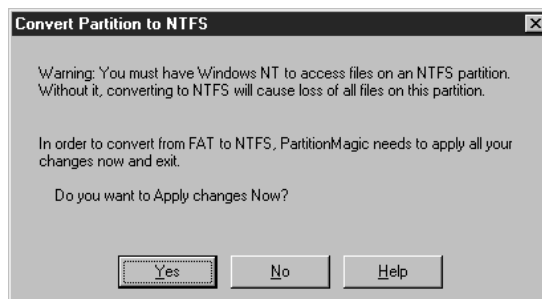 Convert Partition to NTFS
Warning: You must have Windows NT to access files on an NTFS partition.
Without it, converting to NTFS will cause loss of all files on this partition.
In order to convert from FAT to NTFS, PartitionMagic needs to apply all your
changes now and exit.
Do you want to Apply changes Now?
Yes No Help